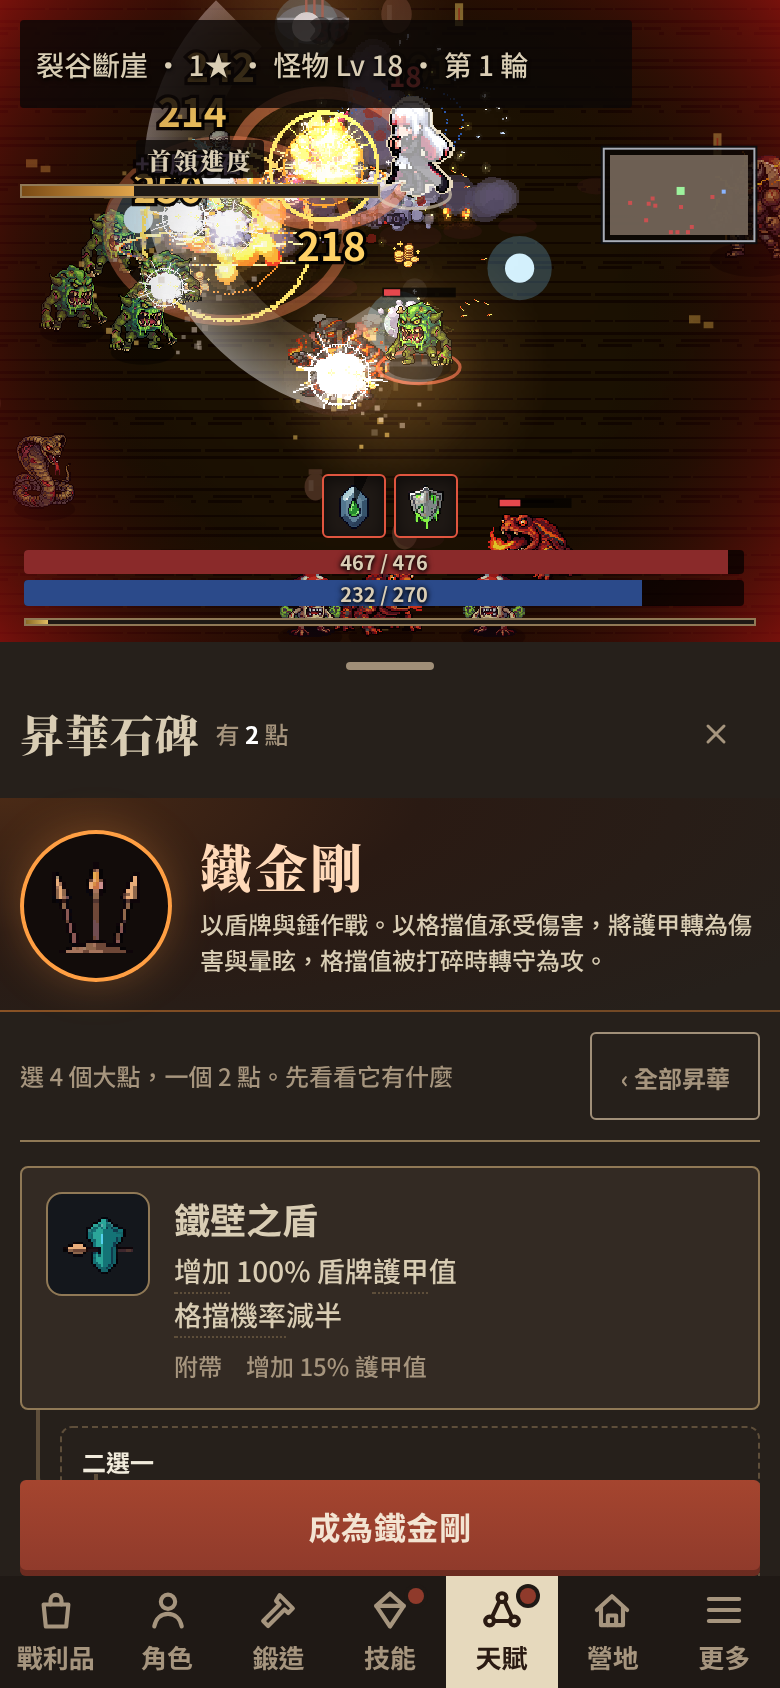 裂谷斷崖 • 1★ • 怪物 Lv 18 • 第 1 輪
214
首領進度
218
467 / 476
232 / 270
昇華石碑 有 2 點
鐵金剛
以盾牌與錘作戰。以格擋值承受傷害，將護甲轉為傷
害與暈眩，格擋值被打碎時轉守為攻。
選 4 個大點，一個 2 點。先看看它有什麼
‹ 全部昇華
鐵壁之盾
增加 100% 盾牌護甲值
格擋機率減半
附帶 增加 15% 護甲值
二選一
成為鐵金剛
戰利品 角色 鍛造 技能 天賦 營地 更多